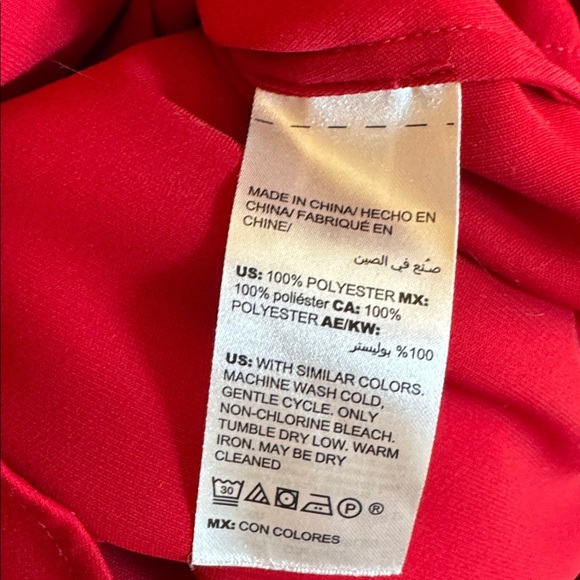 MADE IN CHINA/ HECHO EN
CHINA/ FABRIQUÉ EN
CHINE/
صنع في الصين
US: 100% POLYESTER MX:
100% poliéster CA: 100%
POLYESTER AE/KW:
100% بوليستر
US: WITH SIMILAR COLORS.
MACHINE WASH COLD,
GENTLE CYCLE. ONLY
NON-CHLORINE BLEACH.
TUMBLE DRY LOW. WARM
IRON. MAY BE DRY
CLEANED
30 P ®
MX: CON COLORES